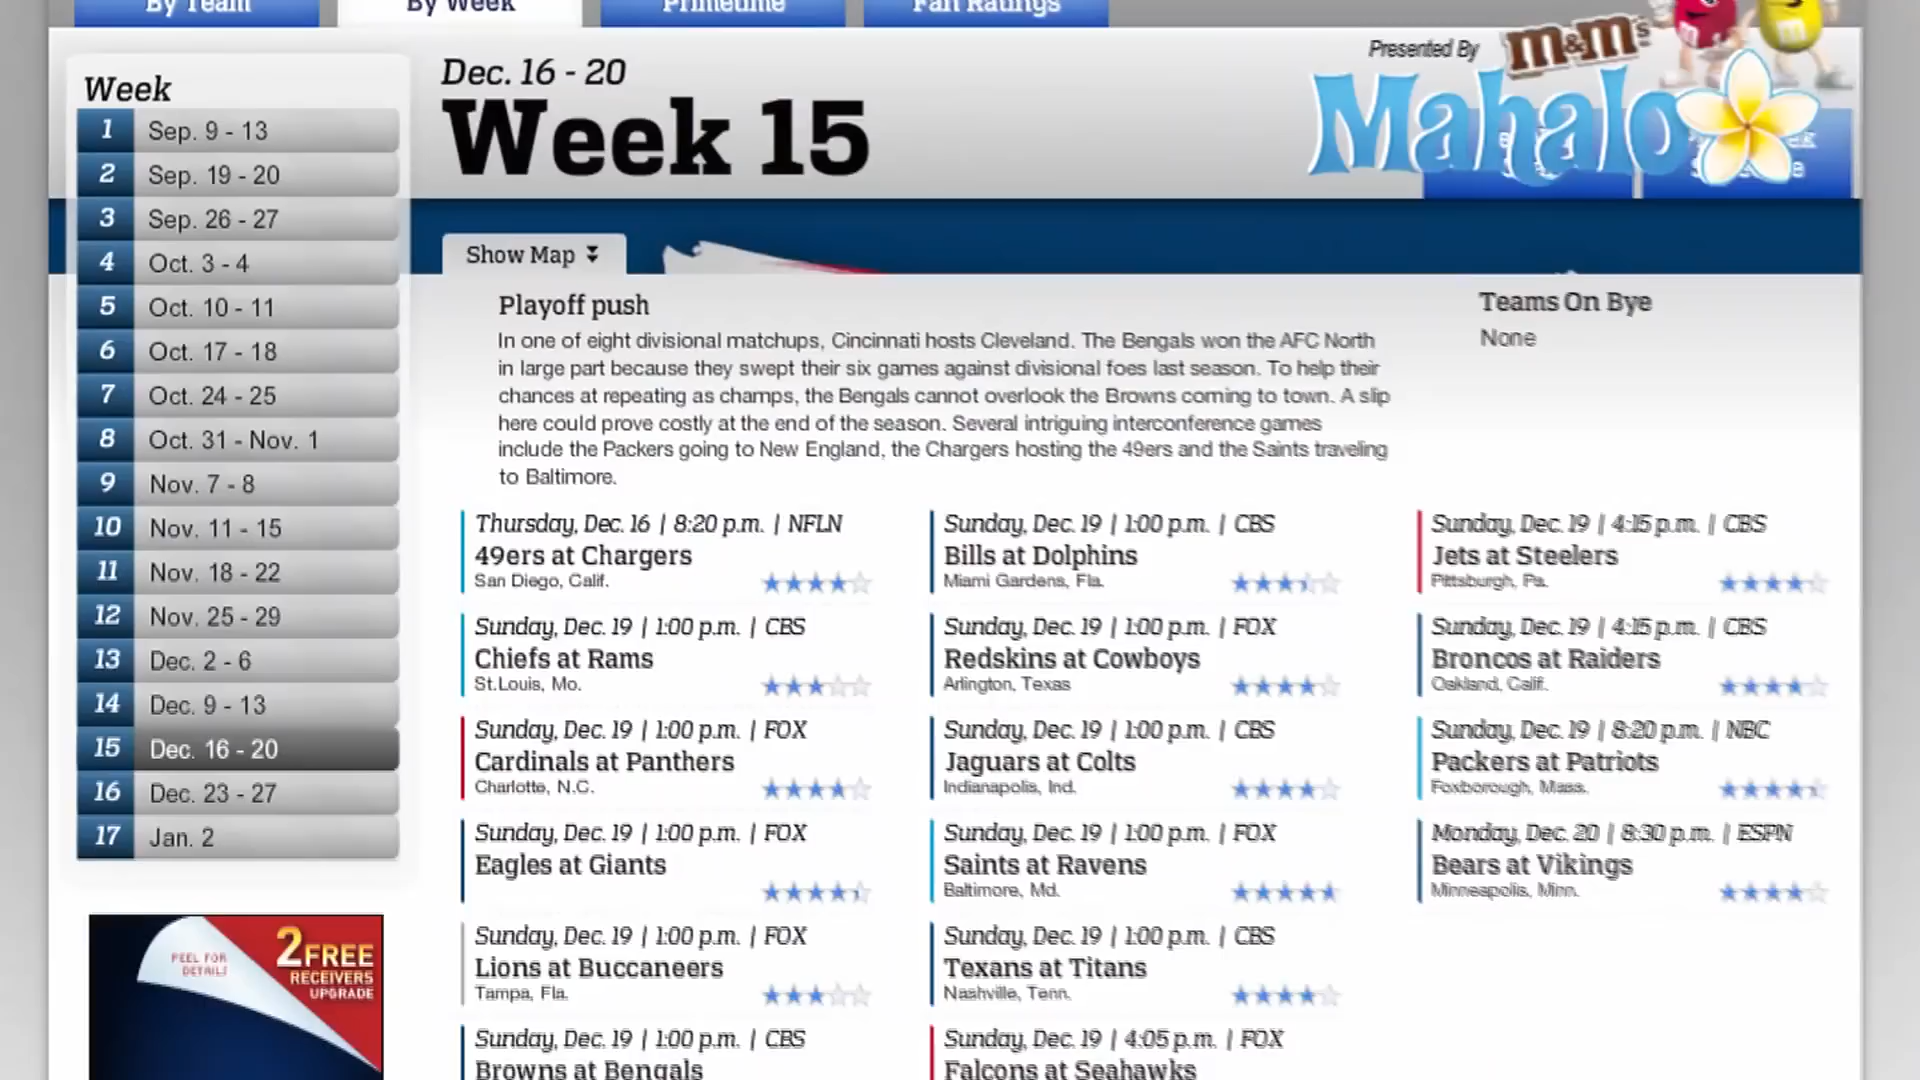 By Team
By Week
Primetime
Fan Ratings
Presented By
m&m's
Mahalo
Week
1 Sep. 9 - 13
2 Sep. 19 - 20
3 Sep. 26 - 27
4 Oct. 3 - 4
5 Oct. 10 - 11
6 Oct. 17 - 18
7 Oct. 24 - 25
8 Oct. 31 - Nov. 1
9 Nov. 7 - 8
10 Nov. 11 - 15
11 Nov. 18 - 22
12 Nov. 25 - 29
13 Dec. 2 - 6
14 Dec. 9 - 13
15 Dec. 16 - 20
16 Dec. 23 - 27
17 Jan. 2
PEEL FOR
DETAILS
2 FREE
RECEIVERS
UPGRADE
Dec. 16 - 20
Week 15
Show Map
Playoff push
In one of eight divisional matchups, Cincinnati hosts Cleveland. The Bengals won the AFC North
in large part because they swept their six games against divisional foes last season. To help their
chances at repeating as champs, the Bengals cannot overlook the Browns coming to town. A slip
here could prove costly at the end of the season. Several intriguing interconference games
include the Packers going to New England, the Chargers hosting the 49ers and the Saints traveling
to Baltimore.
Teams On Bye
None
Thursday, Dec. 16 | 8:20 p.m. | NFLN
49ers at Chargers
San Diego, Calif.
Sunday, Dec. 19 | 1:00 p.m. | CBS
Chiefs at Rams
St.Louis, Mo.
Sunday, Dec. 19 | 1:00 p.m. | FOX
Cardinals at Panthers
Charlotte, N.C.
Sunday, Dec. 19 | 1:00 p.m. | FOX
Eagles at Giants
Sunday, Dec. 19 | 1:00 p.m. | FOX
Lions at Buccaneers
Tampa, Fla.
Sunday, Dec. 19 | 1:00 p.m. | CBS
Browns at Bengals
Sunday, Dec. 19 | 1:00 p.m. | CBS
Bills at Dolphins
Miami Gardens, Fla.
Sunday, Dec. 19 | 1:00 p.m. | FOX
Redskins at Cowboys
Arlington, Texas
Sunday, Dec. 19 | 1:00 p.m. | CBS
Jaguars at Colts
Indianapolis, Ind.
Sunday, Dec. 19 | 1:00 p.m. | FOX
Saints at Ravens
Baltimore, Md.
Sunday, Dec. 19 | 1:00 p.m. | CBS
Texans at Titans
Nashville, Tenn.
Sunday, Dec. 19 | 4:05 p.m. | FOX
Falcons at Seahawks
Sunday, Dec. 19 | 4:15 p.m. | CBS
Jets at Steelers
Pittsburgh, Pa.
Sunday, Dec. 19 | 4:15 p.m. | CBS
Broncos at Raiders
Oakland, Calif.
Sunday, Dec. 19 | 8:20 p.m. | NBC
Packers at Patriots
Foxborough, Mass.
Monday, Dec. 20 | 8:30 p.m. | ESPN
Bears at Vikings
Minneapolis, Minn.